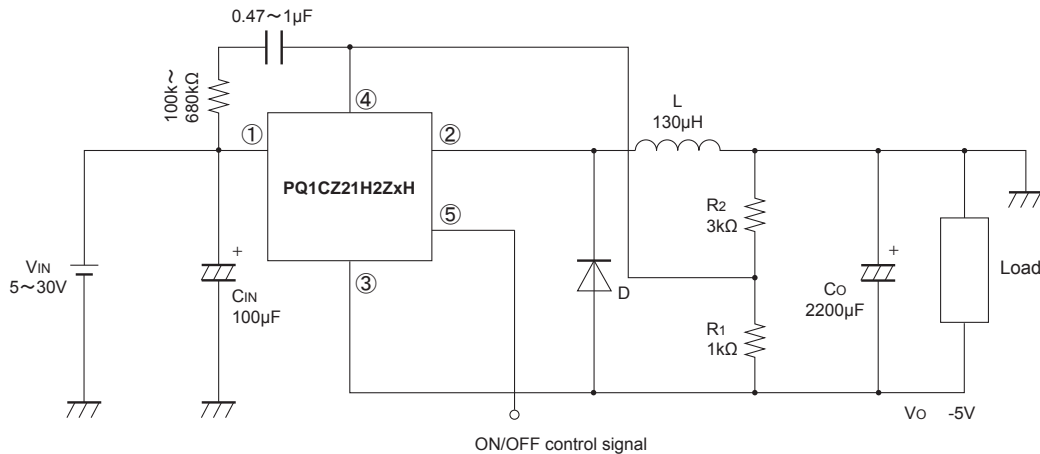 0.47～1µF
100k～
680kΩ
④
①
②
L
130µH
PQ1CZ21H2ZxH
⑤
R2
3kΩ
VIN
5～30V
+
CIN
100µF
③
D
R1
1kΩ
+
CO
2200µF
Load
VO -5V
ON/OFF control signal